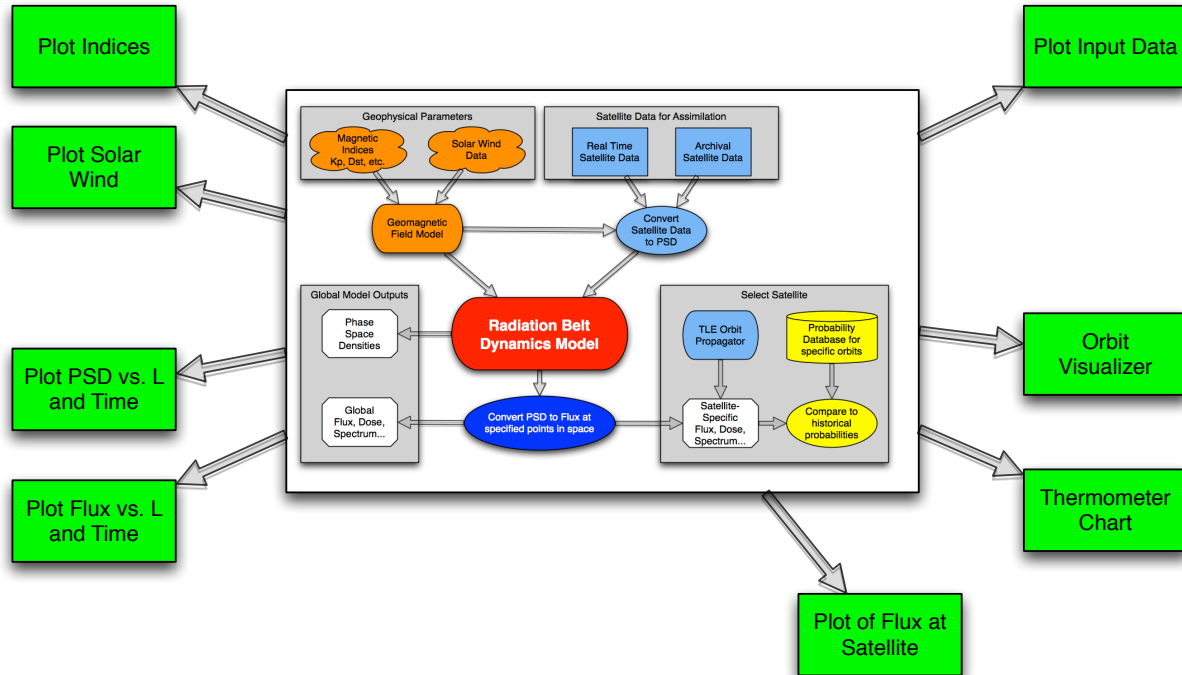 Plot Indices
Plot Input Data
Plot Solar
Wind
Geophysical Parameters
Magnetic
Indices
Kp, Dst, etc.
Solar Wind
Data
Satellite Data for Assimilation
Real Time
Satellite Data
Archival
Satellite Data
Geomagnetic
Field Model
Convert
Satellite Data
to PSD
Global Model Outputs
Phase
Space
Densities
Radiation Belt
Dynamics Model
Select Satellite
TLE Orbit
Propagator
Probability
Database for
specific orbits
Global
Flux, Dose,
Spectrum...
Convert PSD to Flux at
specified points in space
Satellite-
Specific
Flux, Dose,
Spectrum...
Compare to
historical
probabilities
Plot PSD vs. L
and Time
Orbit
Visualizer
Plot Flux vs. L
and Time
Thermometer
Chart
Plot of Flux at
Satellite